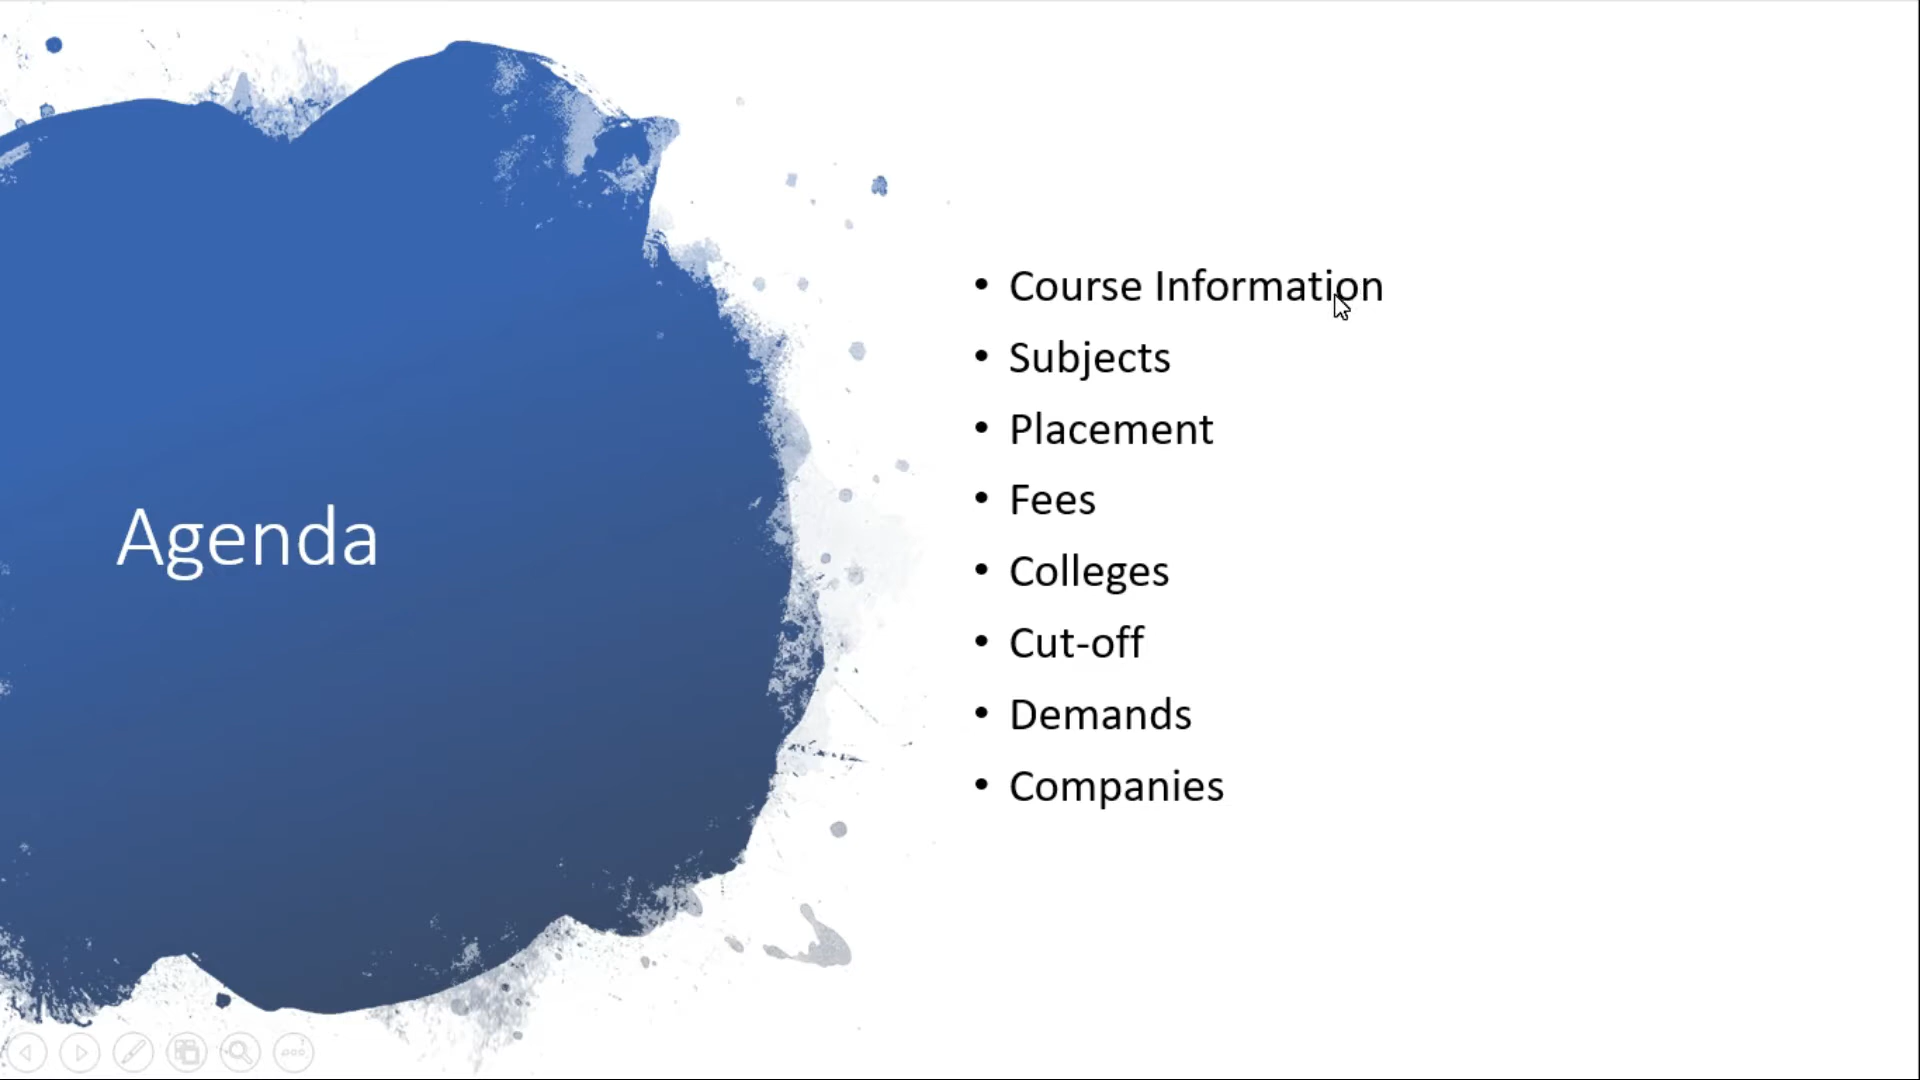 Agenda
• Course Information
• Subjects
• Placement
• Fees
• Colleges
• Cut-off
• Demands
• Companies